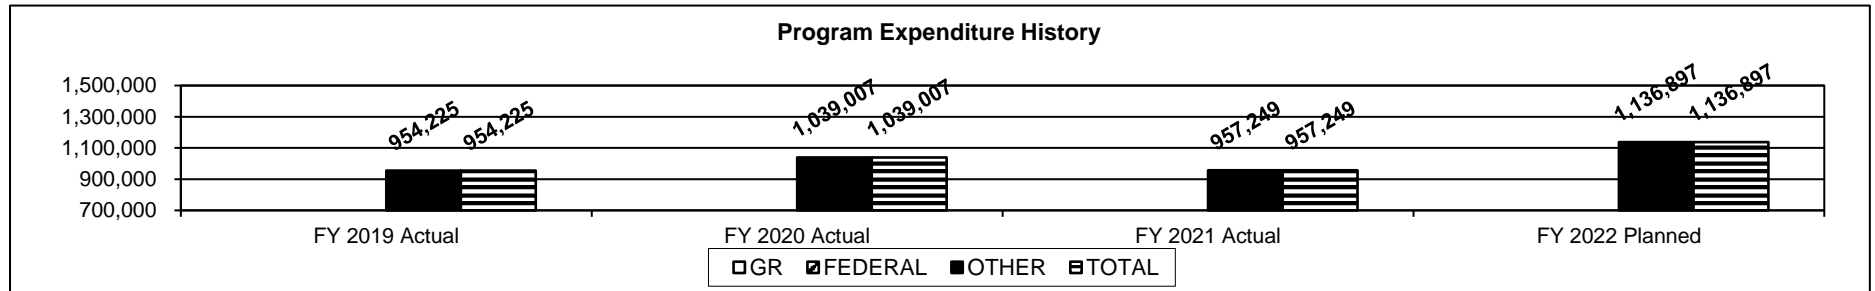 Program Expenditure History
1,500,000
1,300,000
1,100,000
900,000
700,000
954,225
954,225
1,039,007
1,039,007
957,249
957,249
1,136,897
1,136,897
FY 2019 Actual
FY 2020 Actual
FY 2021 Actual
FY 2022 Planned
GR FEDERAL OTHER TOTAL